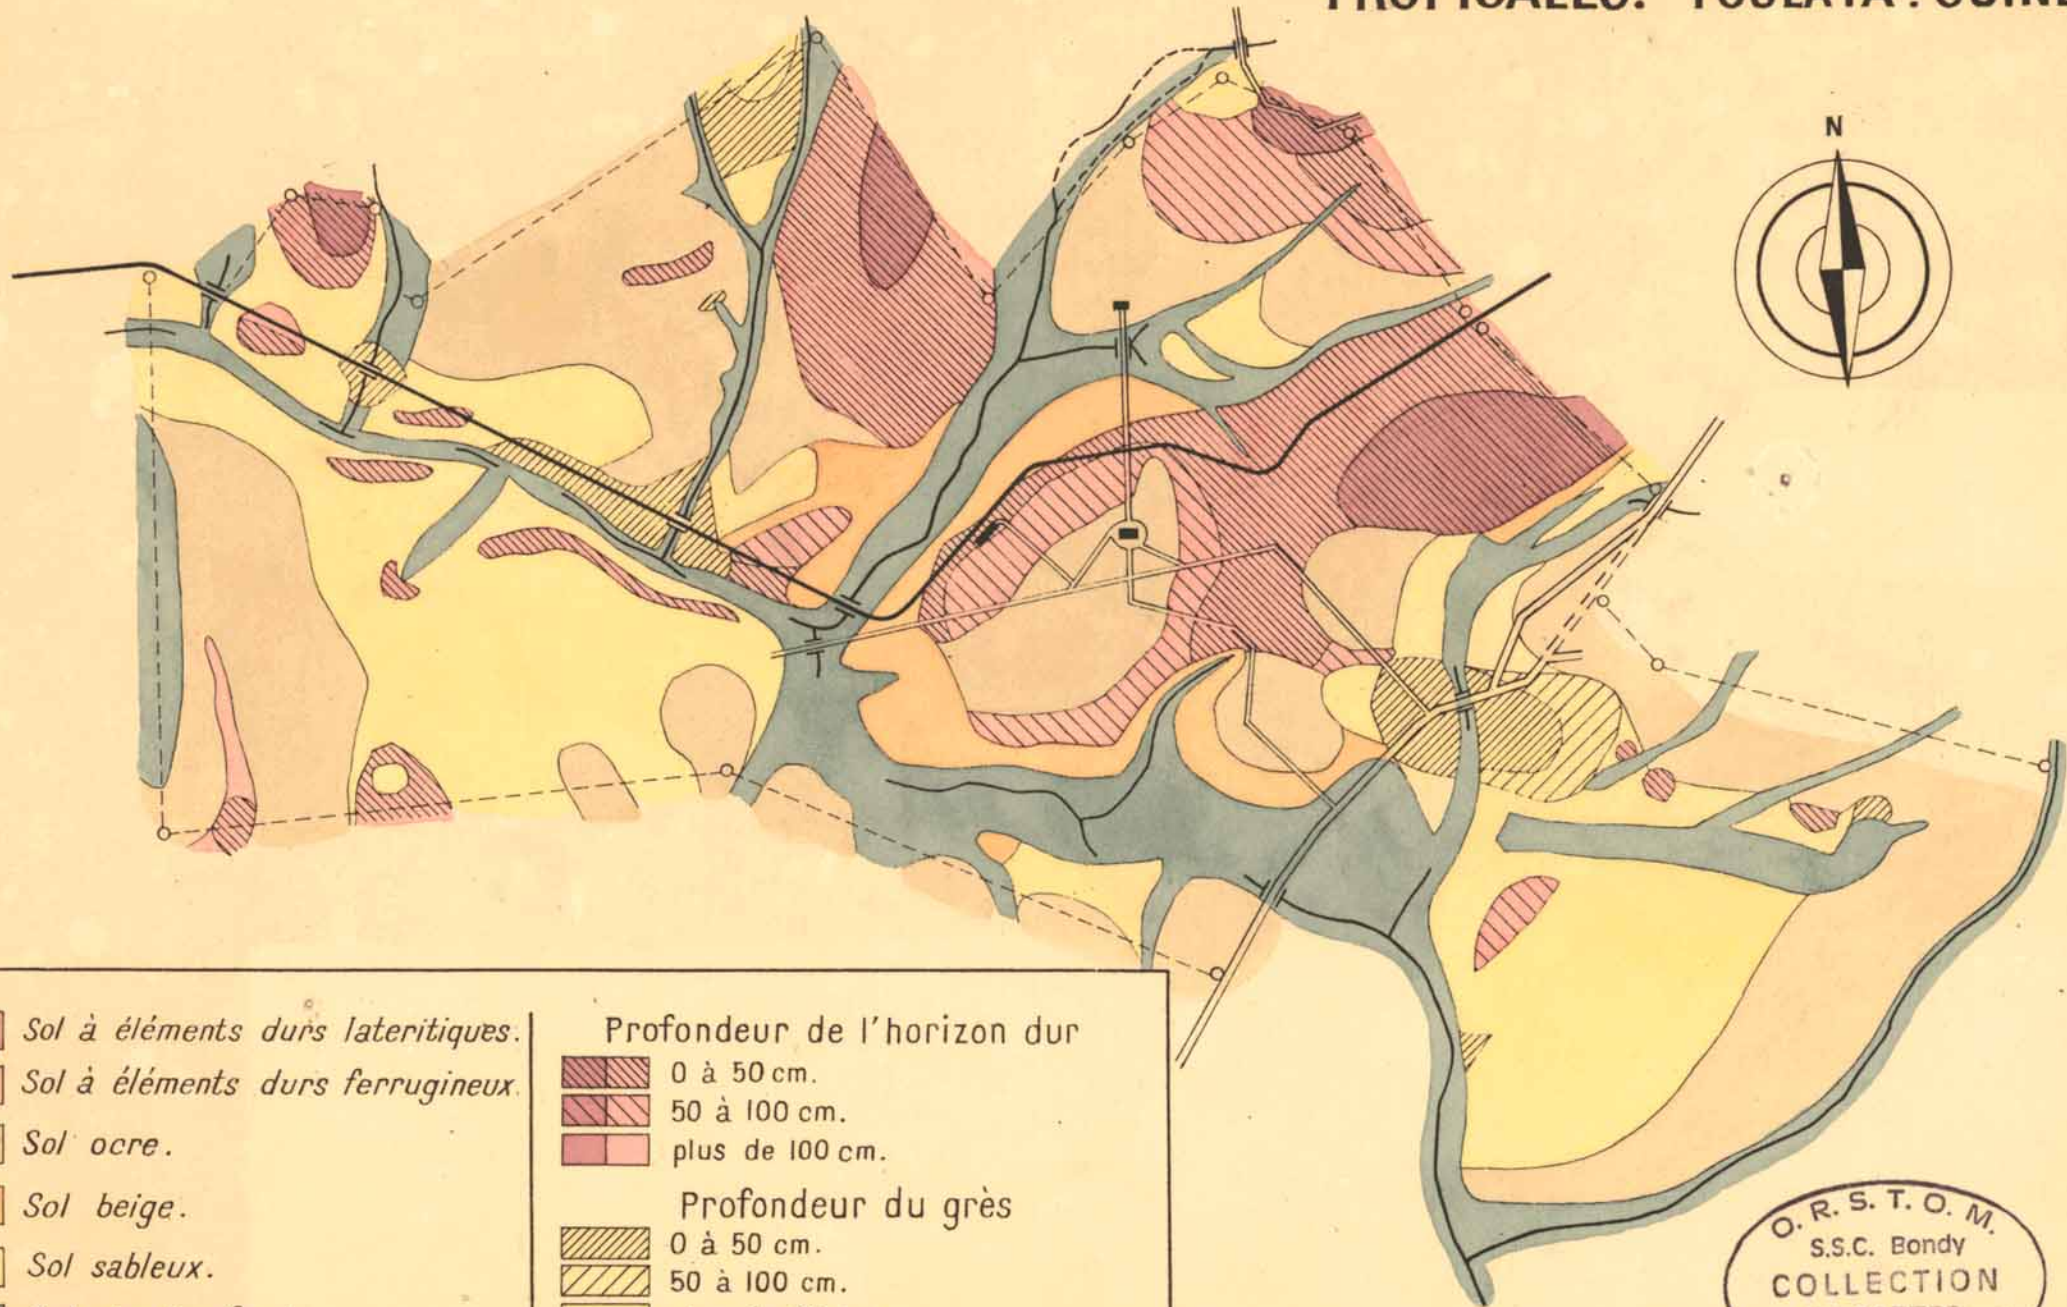 N
Sol à éléments durs lateritiques.
Sol à éléments durs ferrugineux.
Sol ocre.
Sol beige.
Sol sableux.
Profondeur de l'horizon dur
0 à 50 cm.
50 à 100 cm.
plus de 100 cm.
Profondeur du grès
0 à 50 cm.
50 à 100 cm.
O. R. S. T. O. M.
S.S.C. Bondy
COLLECTION